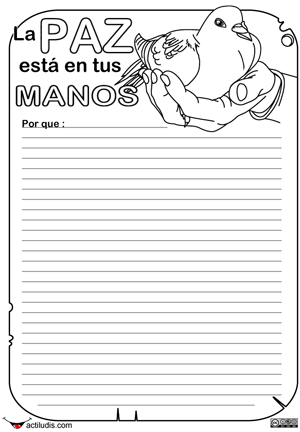 La PAZ
está en tus
MANOS
Por que :
actiludis.com